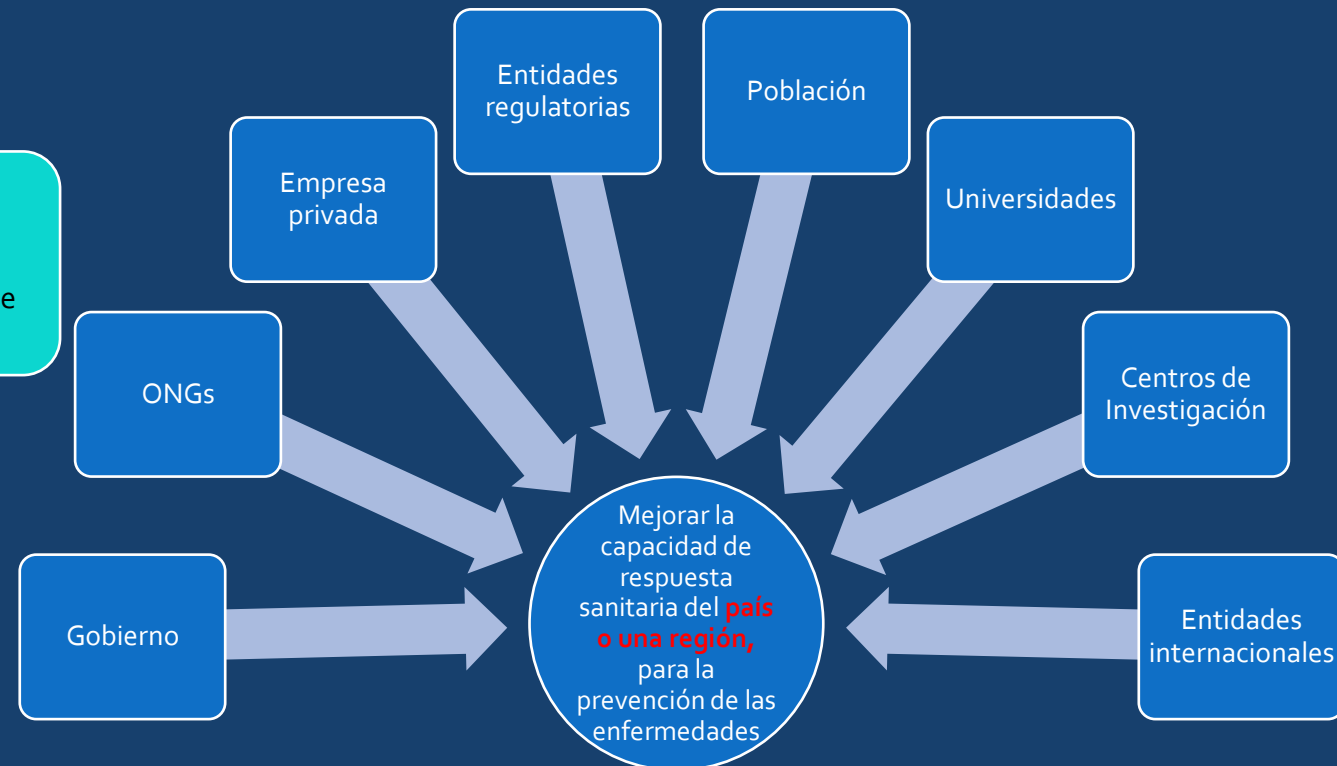 Entidades
regulatorias
Población
Empresa
privada
Universidades
e
ONGs
Centros de
Investigación
Mejorar la
capacidad de
respuesta
sanitaria del país
o una región,
para la
prevención de las
enfermedades
Gobierno
Entidades
internacionales